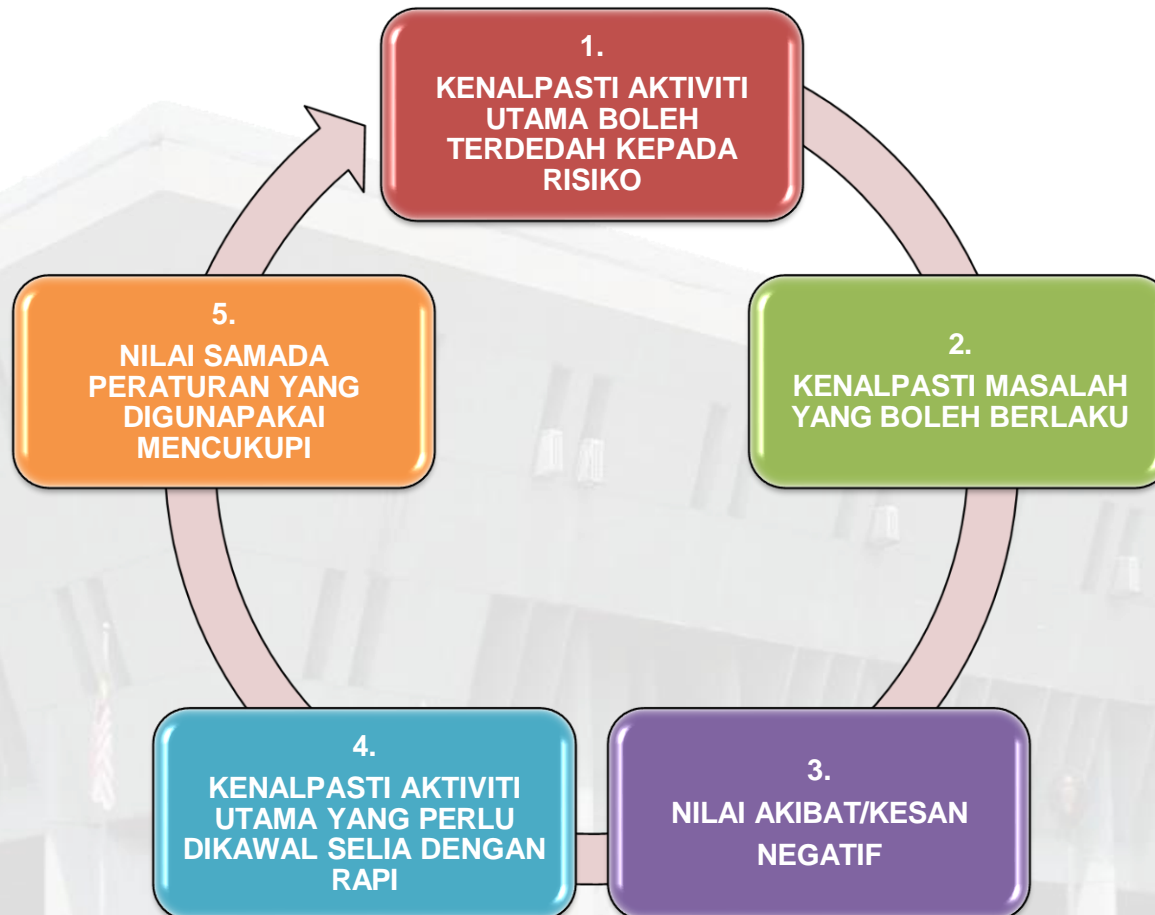 1.
KENALPASTI AKTIVITI
UTAMA BOLEH
TERDEDAH KEPADA
RISIKO
2.
KENALPASTI MASALAH
YANG BOLEH BERLAKU
3.
NILAI AKIBAT/KESAN
NEGATIF
4.
KENALPASTI AKTIVITI
UTAMA YANG PERLU
DIKAWAL SELIA DENGAN
RAPI
5.
NILAI SAMADA
PERATURAN YANG
DIGUNAPAKAI
MENCUKUPI